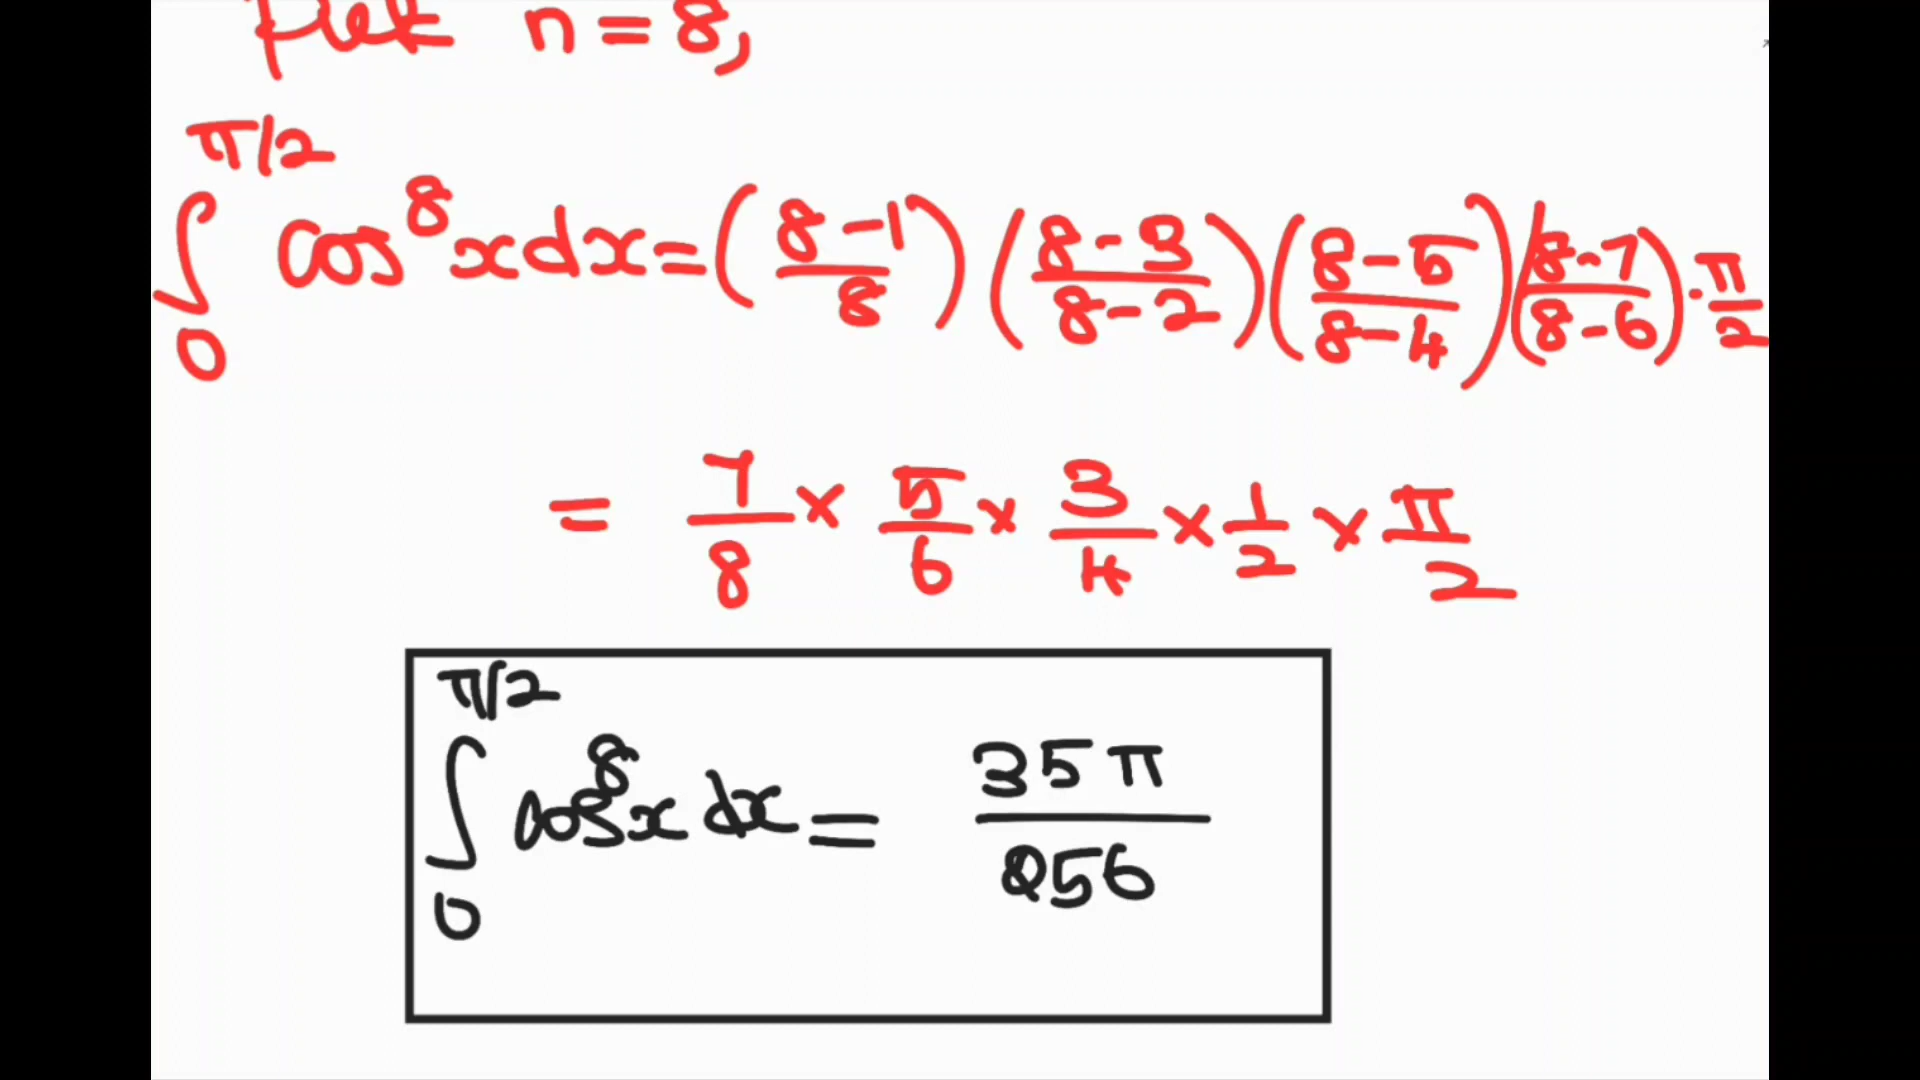 put n=8,
∫₀^π/2 cos⁸x dx = ((8-1)/8) ((8-3)/(8-2)) ((8-5)/(8-4)) ((8-7)/(8-6)) · π/2
= 7/8 × 5/6 × 3/4 × 1/2 × π/2
∫₀^π/2 cos⁸x dx = 35π/256